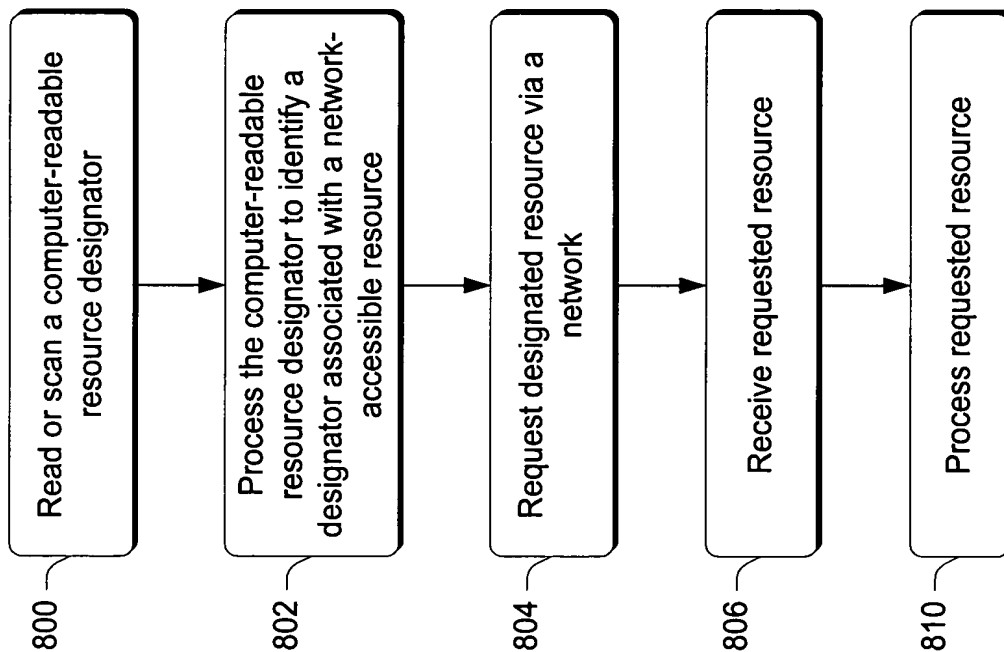 800
Read or scan a computer-readable
resource designator
802
Process the computer-readable
resource designator to identify a
designator associated with a network-
accessible resource
804
Request designated resource via a
network
806
Receive requested resource
810
Process requested resource